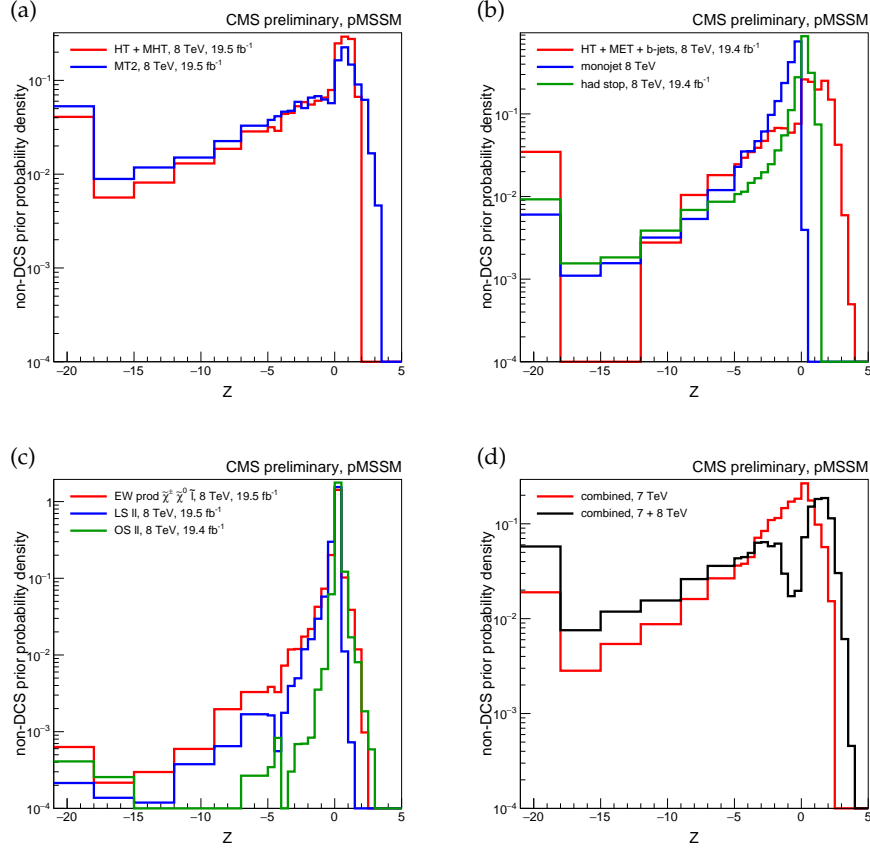 (a)
CMS preliminary, pMSSM
HT + MHT, 8 TeV, 19.5 fb⁻¹
MT2, 8 TeV, 19.5 fb⁻¹
non-DCS prior probability density
10⁻¹
10⁻²
10⁻³
10⁻⁴
−20 −15 −10 −5 0 5
Z
(b)
CMS preliminary, pMSSM
HT + MET + b-jets, 8 TeV, 19.4 fb⁻¹
monojet 8 TeV
had stop, 8 TeV, 19.4 fb⁻¹
non-DCS prior probability density
10⁻¹
10⁻²
10⁻³
10⁻⁴
−20 −15 −10 −5 0 5
Z
(c)
CMS preliminary, pMSSM
EW prod χ̃± χ̃⁰ l̃, 8 TeV, 19.5 fb⁻¹
LS ll, 8 TeV, 19.5 fb⁻¹
OS ll, 8 TeV, 19.4 fb⁻¹
non-DCS prior probability density
1
10⁻¹
10⁻²
10⁻³
10⁻⁴
−20 −15 −10 −5 0 5
Z
(d)
CMS preliminary, pMSSM
combined, 7 TeV
combined, 7 + 8 TeV
non-DCS prior probability density
10⁻¹
10⁻²
10⁻³
10⁻⁴
−20 −15 −10 −5 0 5
Z